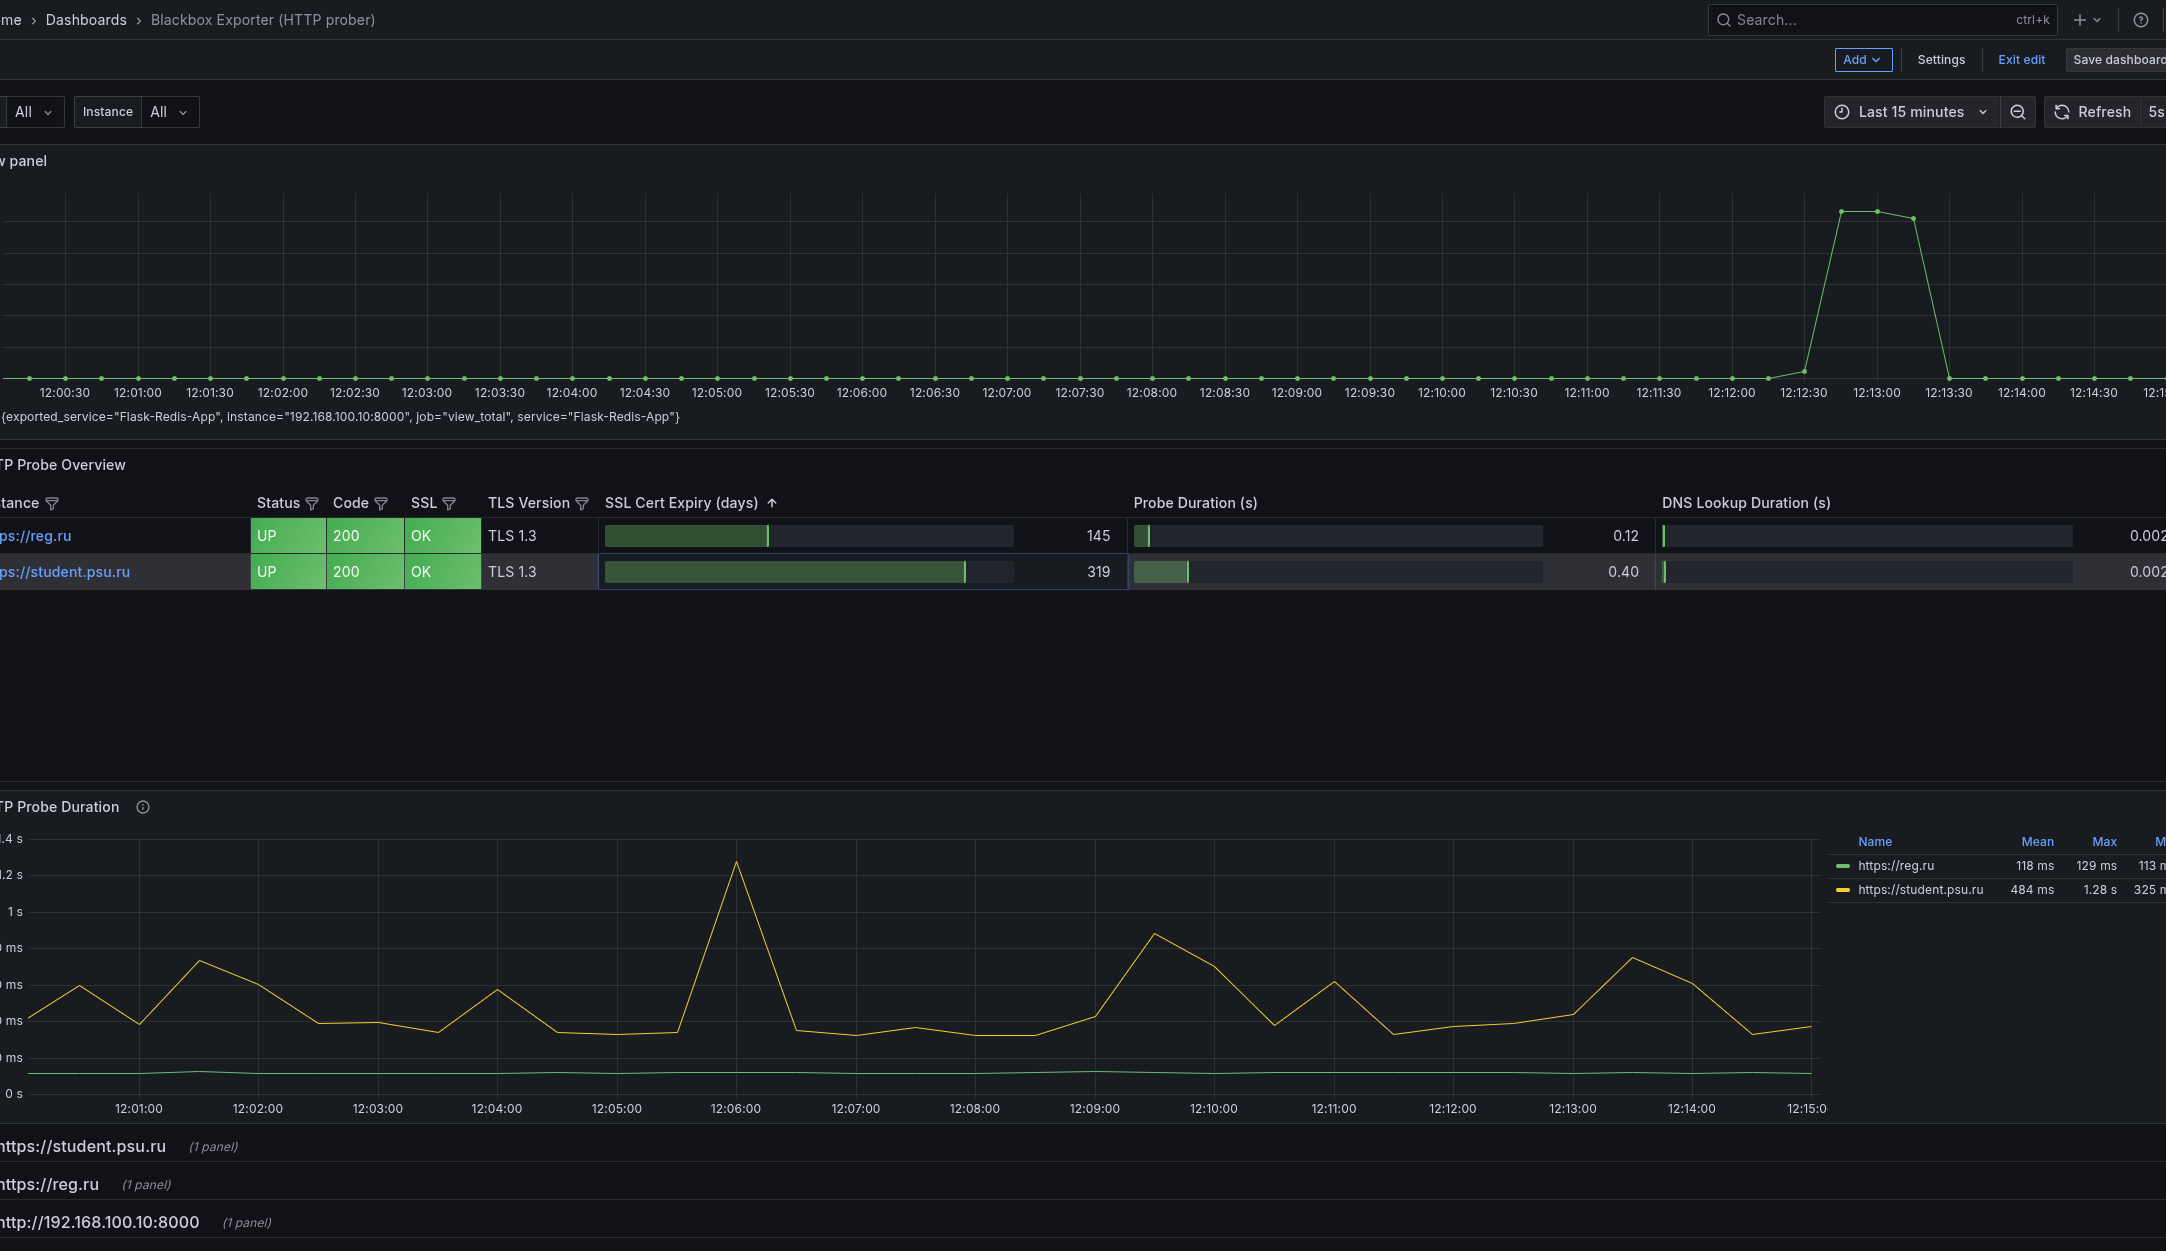 me › Dashboards › Blackbox Exporter (HTTP prober) Search... ctrl+k
Add Settings Exit edit Save dashboard
All Instance All Last 15 minutes Refresh 5s
w panel
12:00:30 12:01:00 12:01:30 12:02:00 12:02:30 12:03:00 12:03:30 12:04:00 12:04:30 12:05:00 12:05:30 12:06:00 12:06:30 12:07:00 12:07:30 12:08:00 12:08:30 12:09:00 12:09:30 12:10:00 12:10:30 12:11:00 12:11:30 12:12:00 12:12:30 12:13:00 12:13:30 12:14:00 12:14:30 12:1
{exported_service="Flask-Redis-App", instance="192.168.100.10:8000", job="view_total", service="Flask-Redis-App"}
TP Probe Overview
tance Status Code SSL TLS Version SSL Cert Expiry (days) Probe Duration (s) DNS Lookup Duration (s)
ps://reg.ru UP 200 OK TLS 1.3 145 0.12 0.002
ps://student.psu.ru UP 200 OK TLS 1.3 319 0.40 0.002
TP Probe Duration
.4 s
.2 s
1 s
ms
ms
ms
ms
0 s
12:01:00 12:02:00 12:03:00 12:04:00 12:05:00 12:06:00 12:07:00 12:08:00 12:09:00 12:10:00 12:11:00 12:12:00 12:13:00 12:14:00 12:15:0
Name Mean Max M
https://reg.ru 118 ms 129 ms 113 m
https://student.psu.ru 484 ms 1.28 s 325 m
https://student.psu.ru (1 panel)
https://reg.ru (1 panel)
http://192.168.100.10:8000 (1 panel)